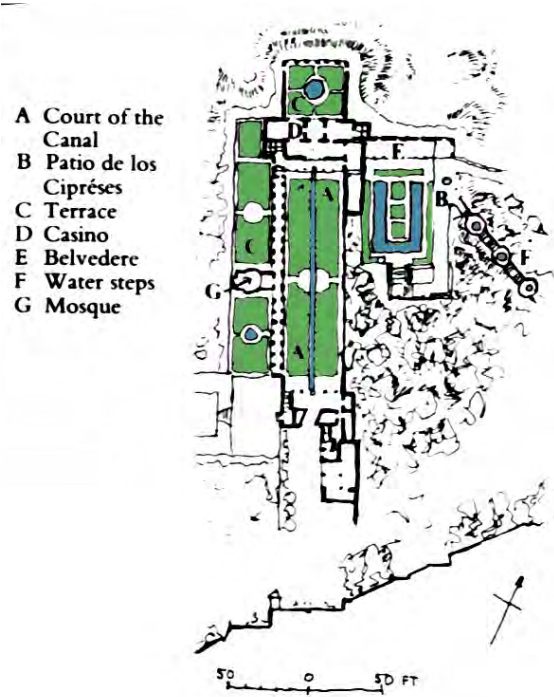 A Court of the
Canal
B Patio de los
Cipréses
C Terrace
D Casino
E Belvedere
F Water steps
G Mosque
C
D
A
B
C
F
G
A
50 0 50 FT